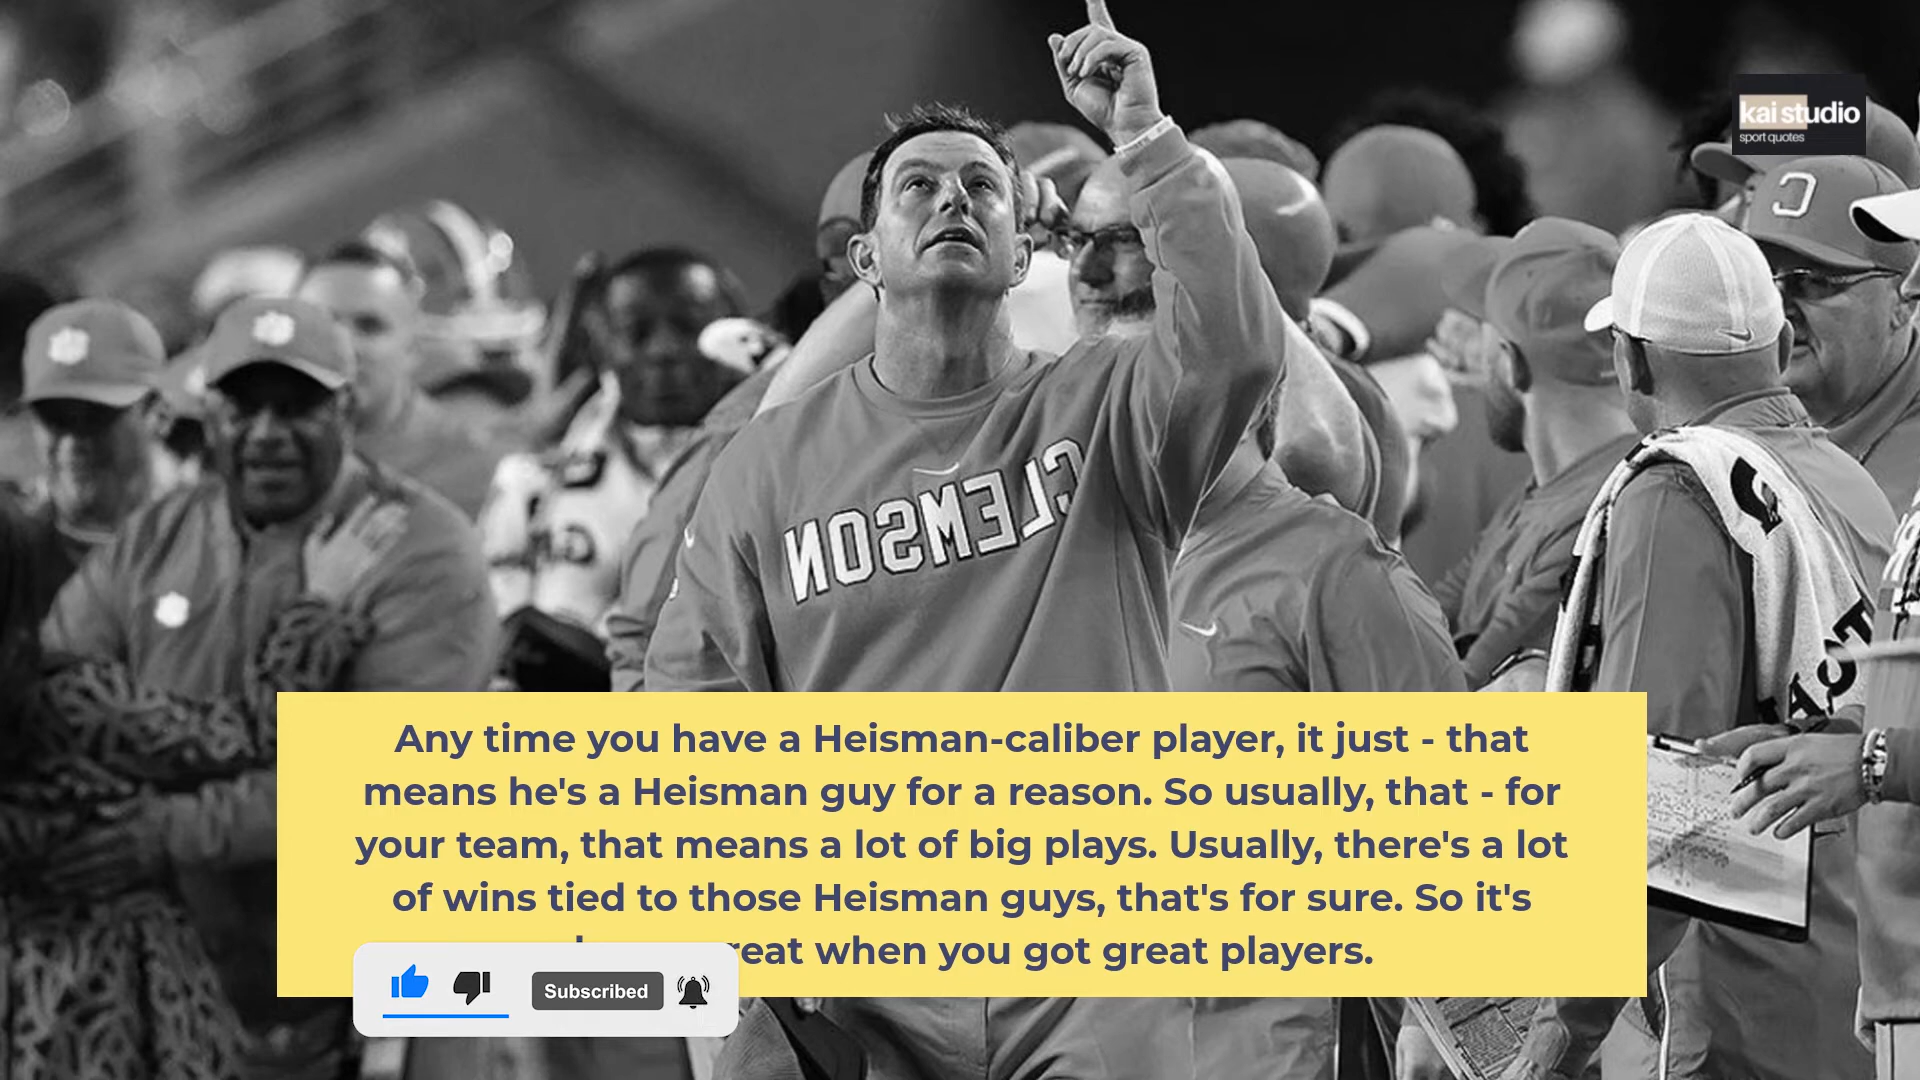 kai studio
sport quotes
CLEMSON
Any time you have a Heisman-caliber player, it just - that
means he's a Heisman guy for a reason. So usually, that - for
your team, that means a lot of big plays. Usually, there's a lot
of wins tied to those Heisman guys, that's for sure. So it's
when you got great players.
Subscribed